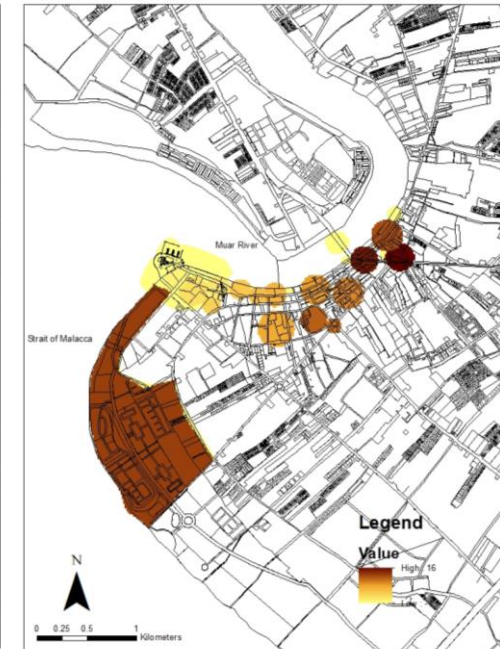 Muar River
Strait of Malacca
Legend
Value
High: 16
N
0 0.25 0.5 1
Kilometers